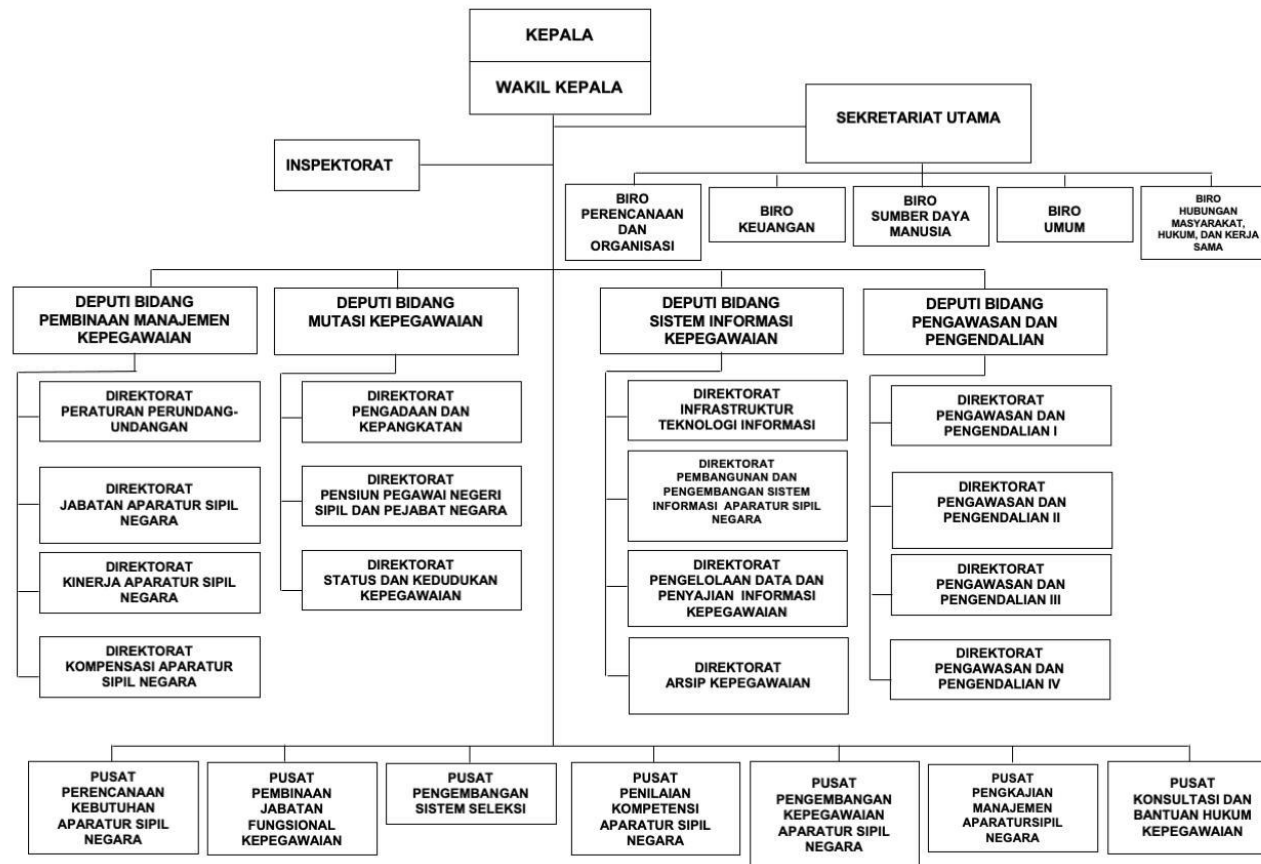 KEPALA
WAKIL KEPALA
SEKRETARIAT UTAMA
INSPEKTORAT
BIRO
PERENCANAAN
DAN
ORGANISASI
BIRO
KEUANGAN
BIRO
SUMBER DAYA
MANUSIA
BIRO
UMUM
BIRO
HUBUNGAN
MASYARAKAT,
HUKUM, DAN KERJA
SAMA
DEPUTI BIDANG
PEMBINAAN MANAJEMEN
KEPEGAWAIAN
DEPUTI BIDANG
MUTASI KEPEGAWAIAN
DEPUTI BIDANG
SISTEM INFORMASI
KEPEGAWAIAN
DEPUTI BIDANG
PENGAWASAN DAN
PENGENDALIAN
DIREKTORAT
PERATURAN PERUNDANG-
UNDANGAN
DIREKTORAT
JABATAN APARATUR SIPIL
NEGARA
DIREKTORAT
KINERJA APARATUR SIPIL
NEGARA
DIREKTORAT
KOMPENSASI APARATUR
SIPIL NEGARA
DIREKTORAT
PENGADAAN DAN
KEPANGKATAN
DIREKTORAT
PENSIUN PEGAWAI NEGERI
SIPIL DAN PEJABAT NEGARA
DIREKTORAT
STATUS DAN KEDUDUKAN
KEPEGAWAIAN
DIREKTORAT
INFRASTRUKTUR
TEKNOLOGI INFORMASI
DIREKTORAT
PEMBANGUNAN DAN
PENGEMBANGAN SISTEM
INFORMASI APARATUR SIPIL
NEGARA
DIREKTORAT
PENGELOLAAN DATA DAN
PENYAJIAN INFORMASI
KEPEGAWAIAN
DIREKTORAT
ARSIP KEPEGAWAIAN
DIREKTORAT
PENGAWASAN DAN
PENGENDALIAN I
DIREKTORAT
PENGAWASAN DAN
PENGENDALIAN II
DIREKTORAT
PENGAWASAN DAN
PENGENDALIAN III
DIREKTORAT
PENGAWASAN DAN
PENGENDALIAN IV
PUSAT
PERENCANAAN
KEBUTUHAN
APARATUR SIPIL
NEGARA
PUSAT
PEMBINAAN
JABATAN
FUNGSIONAL
KEPEGAWAIAN
PUSAT
PENGEMBANGAN
SISTEM SELEKSI
PUSAT
PENILAIAN
KOMPETENSI
APARATUR SIPIL
NEGARA
PUSAT
PENGEMBANGAN
KEPEGAWAIAN
APARATUR SIPIL
NEGARA
PUSAT
PENGKAJIAN
MANAJEMEN
APARATURSIPIL
NEGARA
PUSAT
KONSULTASI DAN
BANTUAN HUKUM
KEPEGAWAIAN